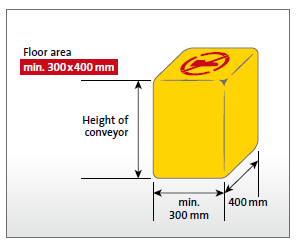 Floor area
min. 300x400 mm
Height of
conveyor
min.
300 mm
400 mm